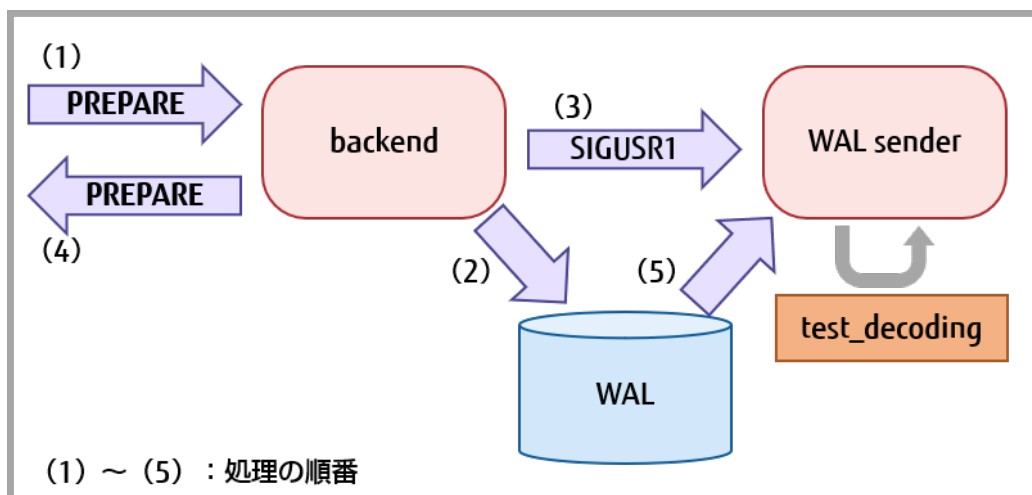 (1)
PREPARE
backend
(3)
SIGUSR1
WAL sender
PREPARE
(4)
(2)
(5)
test_decoding
WAL
(1)～(5)：処理の順番